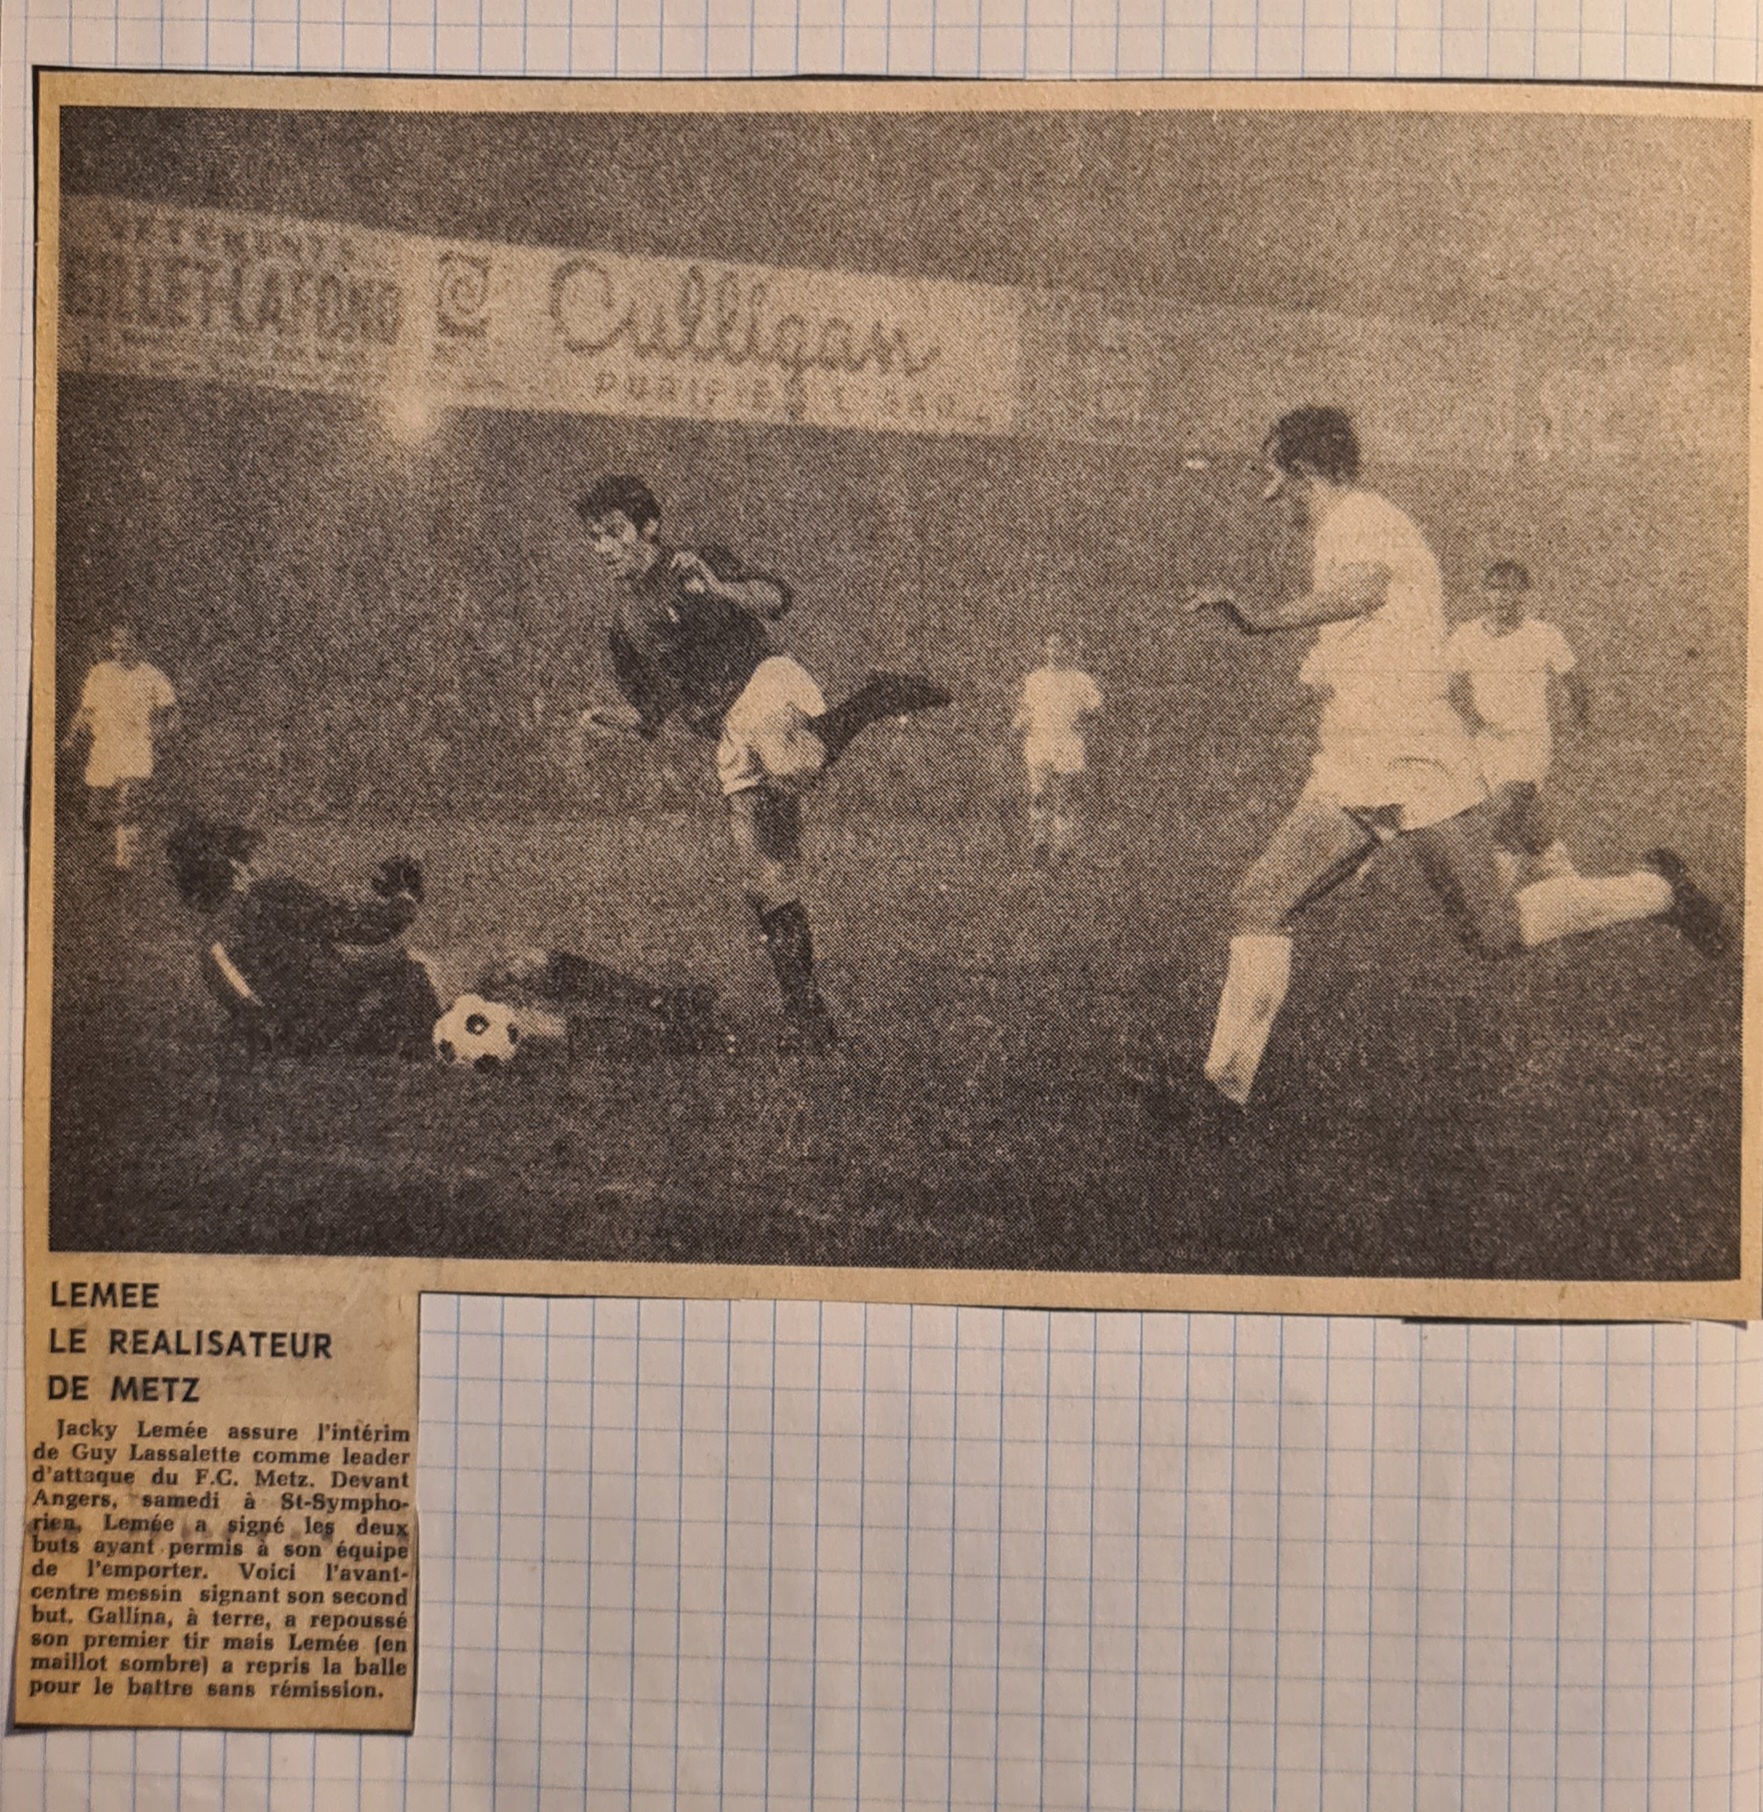 Culligan
LEMEE
LE REALISATEUR
DE METZ
Jacky Lemée assure l'intérim
de Guy Lassalette comme leader
d'attaque du F.C. Metz. Devant
Angers, samedi à St-Sympho-
rien, Lemée a signé les deux
buts ayant permis à son équipe
de l'emporter. Voici l'avant-
centre messin signant son second
but. Gallina, à terre, a repoussé
son premier tir mais Lemée (en
maillot sombre) a repris la balle
pour le battre sans rémission.